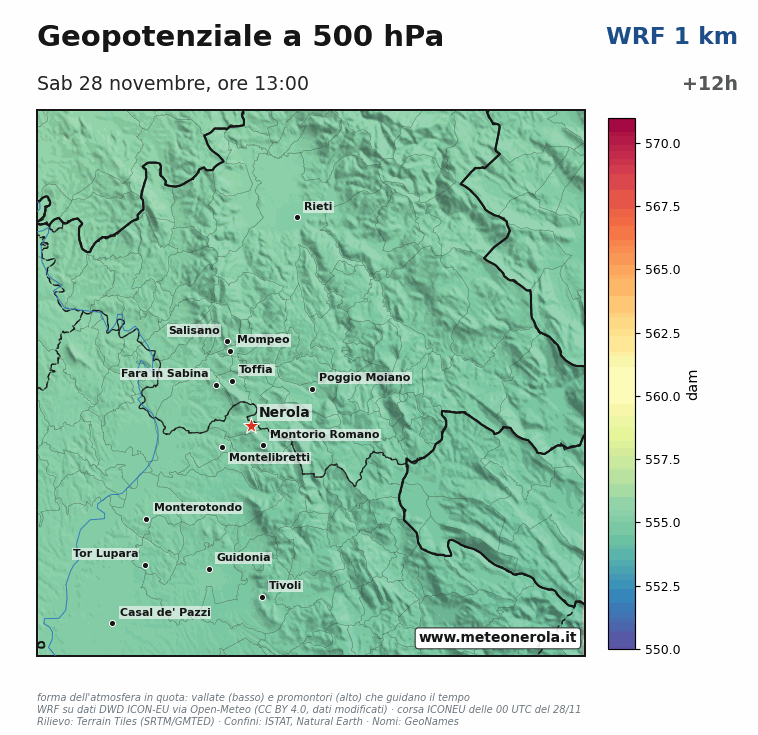 Geopotenziale a 500 hPa
WRF 1 km
Sab 28 novembre, ore 13:00
+12h
Rieti
Salisano
Mompeo
Fara in Sabina
Toffia
Poggio Moiano
Nerola
Montorio Romano
Montelibretti
Monterotondo
Tor Lupara
Guidonia
Tivoli
Casal de' Pazzi
www.meteonerola.it
570.0
567.5
565.0
562.5
560.0
557.5
555.0
552.5
550.0
dam
forma dell'atmosfera in quota: vallate (basso) e promontori (alto) che guidano il tempo
WRF su dati DWD ICON-EU via Open-Meteo (CC BY 4.0, dati modificati) · corsa ICONEU delle 00 UTC del 28/11
Rilievo: Terrain Tiles (SRTM/GMTED) · Confini: ISTAT, Natural Earth · Nomi: GeoNames